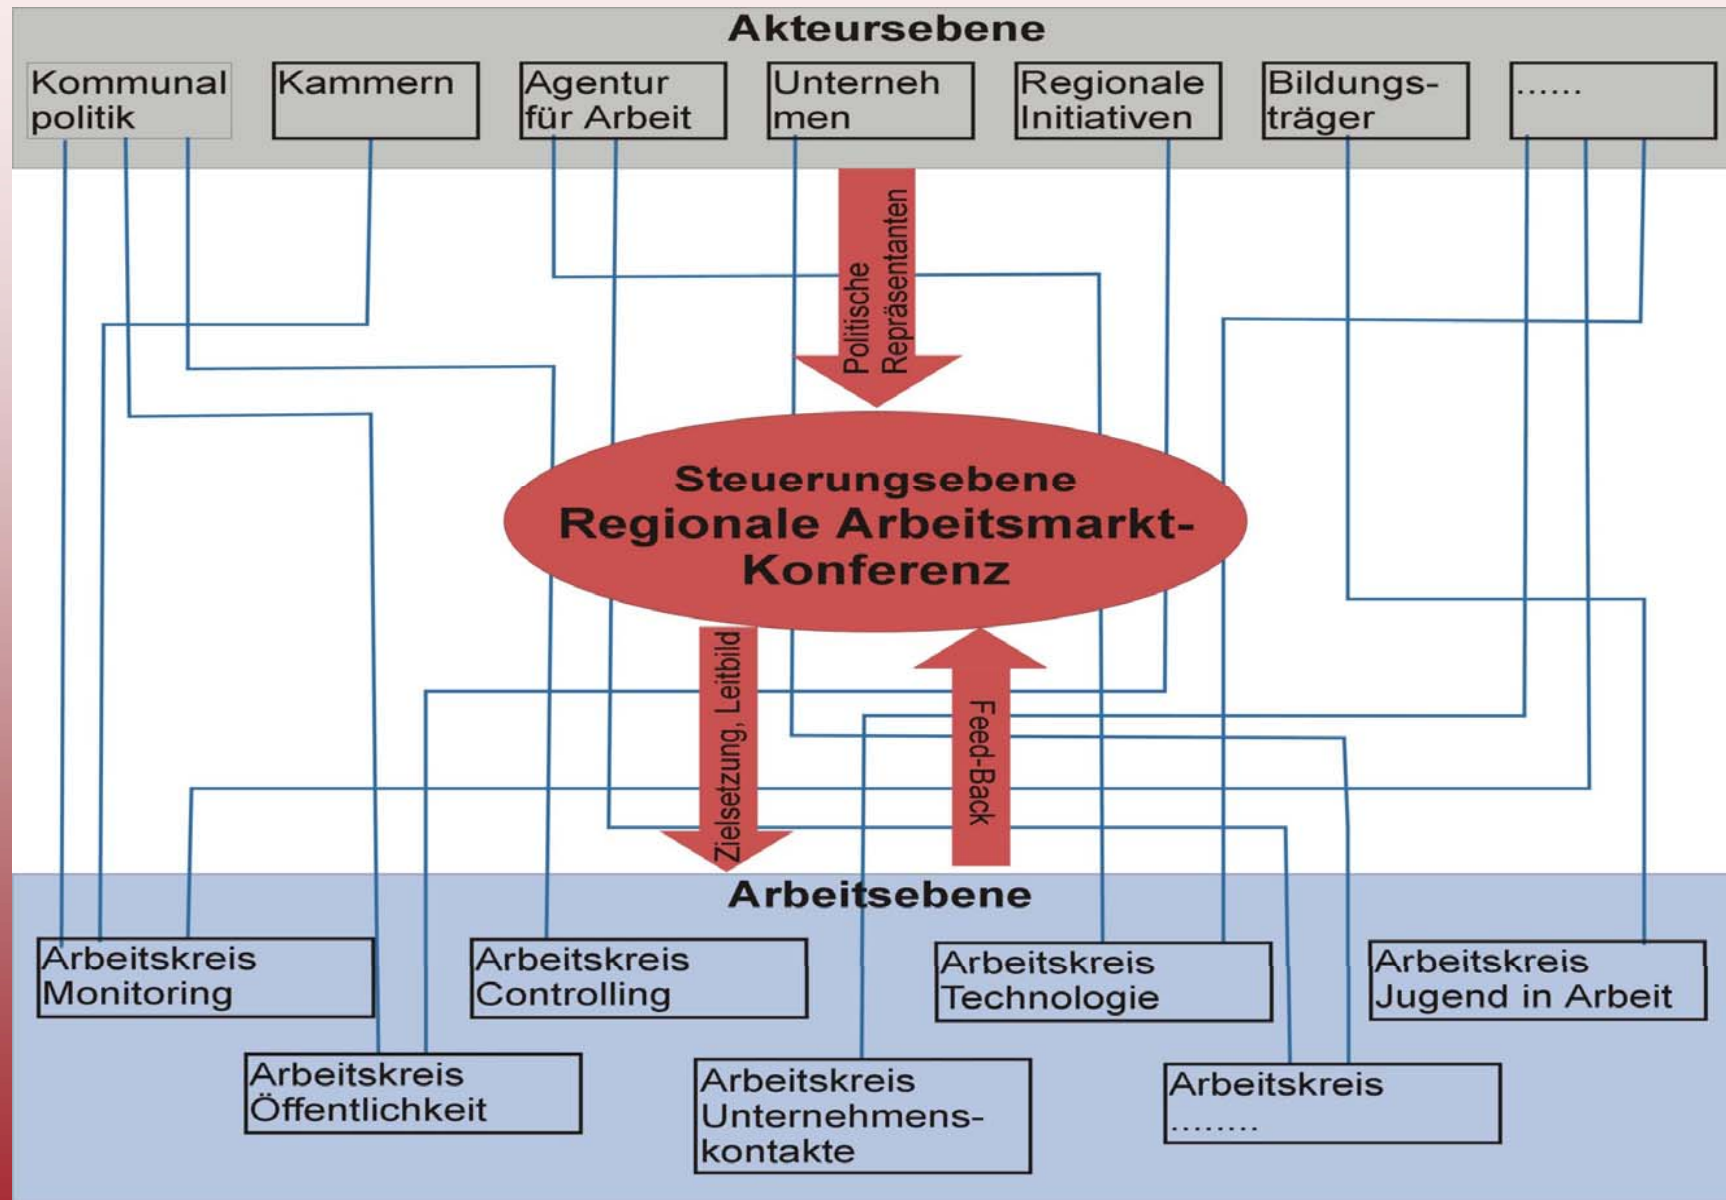 Akteursebene
Kommunal
politik
Kammern
Agentur
für Arbeit
Unterneh
men
Regionale
Initiativen
Bildungs-
träger
......
Politische
Repräsentanten
Steuerungsebene
Regionale Arbeitsmarkt-
Konferenz
Zielsetzung, Leitbild
Feed-Back
Arbeitsebene
Arbeitskreis
Monitoring
Arbeitskreis
Controlling
Arbeitskreis
Technologie
Arbeitskreis
Jugend in Arbeit
Arbeitskreis
Öffentlichkeit
Arbeitskreis
Unternehmens-
kontakte
Arbeitskreis
........